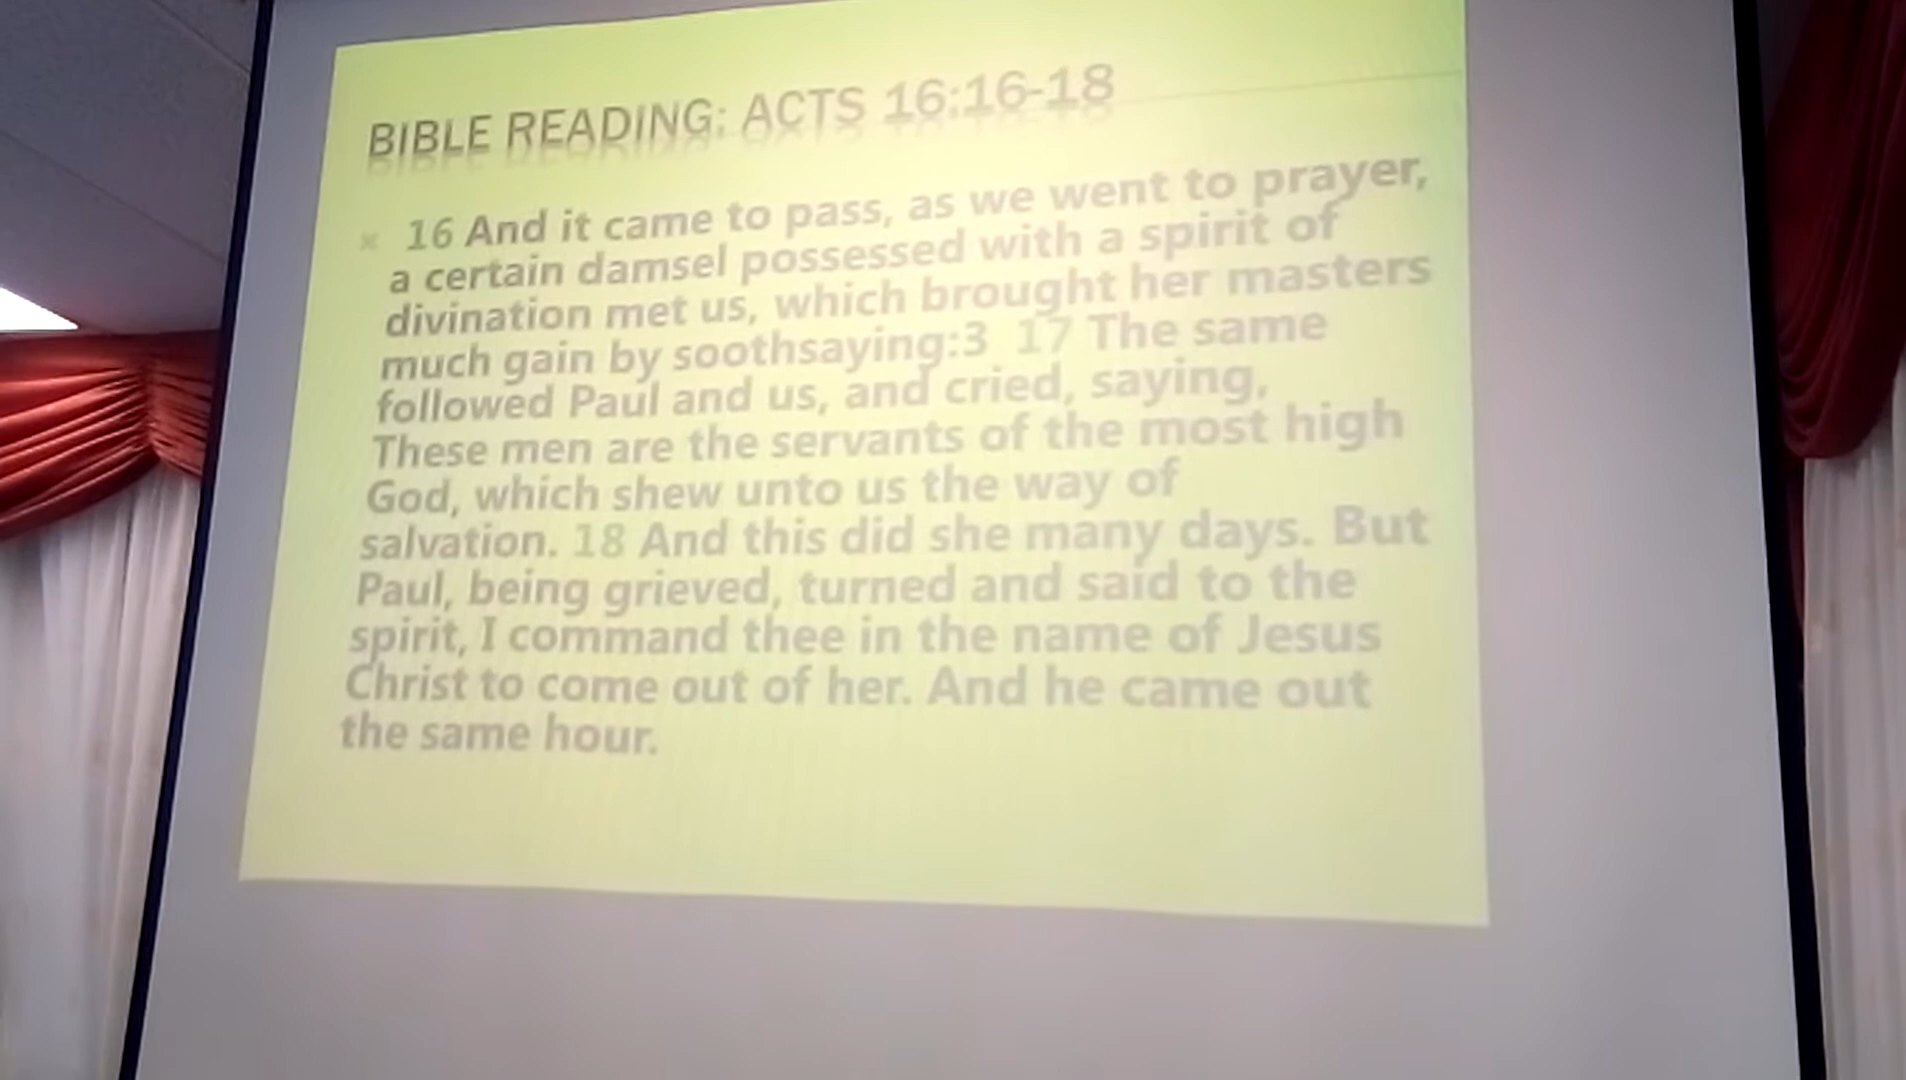 BIBLE READING: ACTS 16:16-18
16 And it came to pass, as we went to prayer,
a certain damsel possessed with a spirit of
divination met us, which brought her masters
much gain by soothsaying:3 17 The same
followed Paul and us, and cried, saying,
These men are the servants of the most high
God, which shew unto us the way of
salvation. 18 And this did she many days. But
Paul, being grieved, turned and said to the
spirit, I command thee in the name of Jesus
Christ to come out of her. And he came out
the same hour.